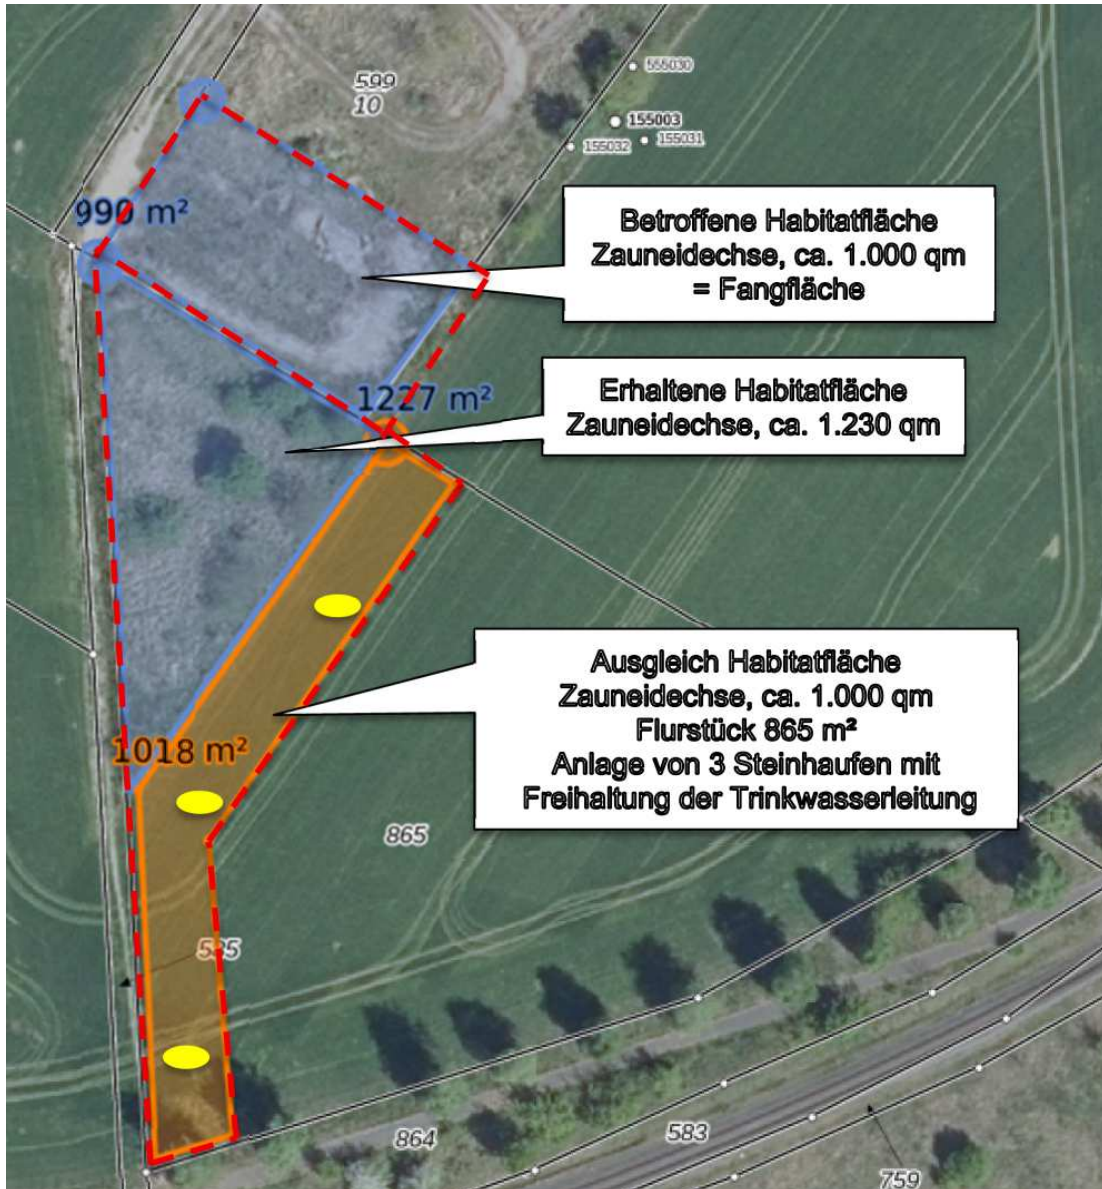 599
10
555030
155003
155032
155031
990 m²
Betroffene Habitatfläche
Zauneidechse, ca. 1.000 qm
= Fangfläche
1227 m²
Erhaltene Habitatfläche
Zauneidechse, ca. 1.230 qm
Ausgleich Habitatfläche
Zauneidechse, ca. 1.000 qm
Flurstück 865 m²
Anlage von 3 Steinhaufen mit
Freihaltung der Trinkwasserleitung
1018 m²
865
585
864
583
759